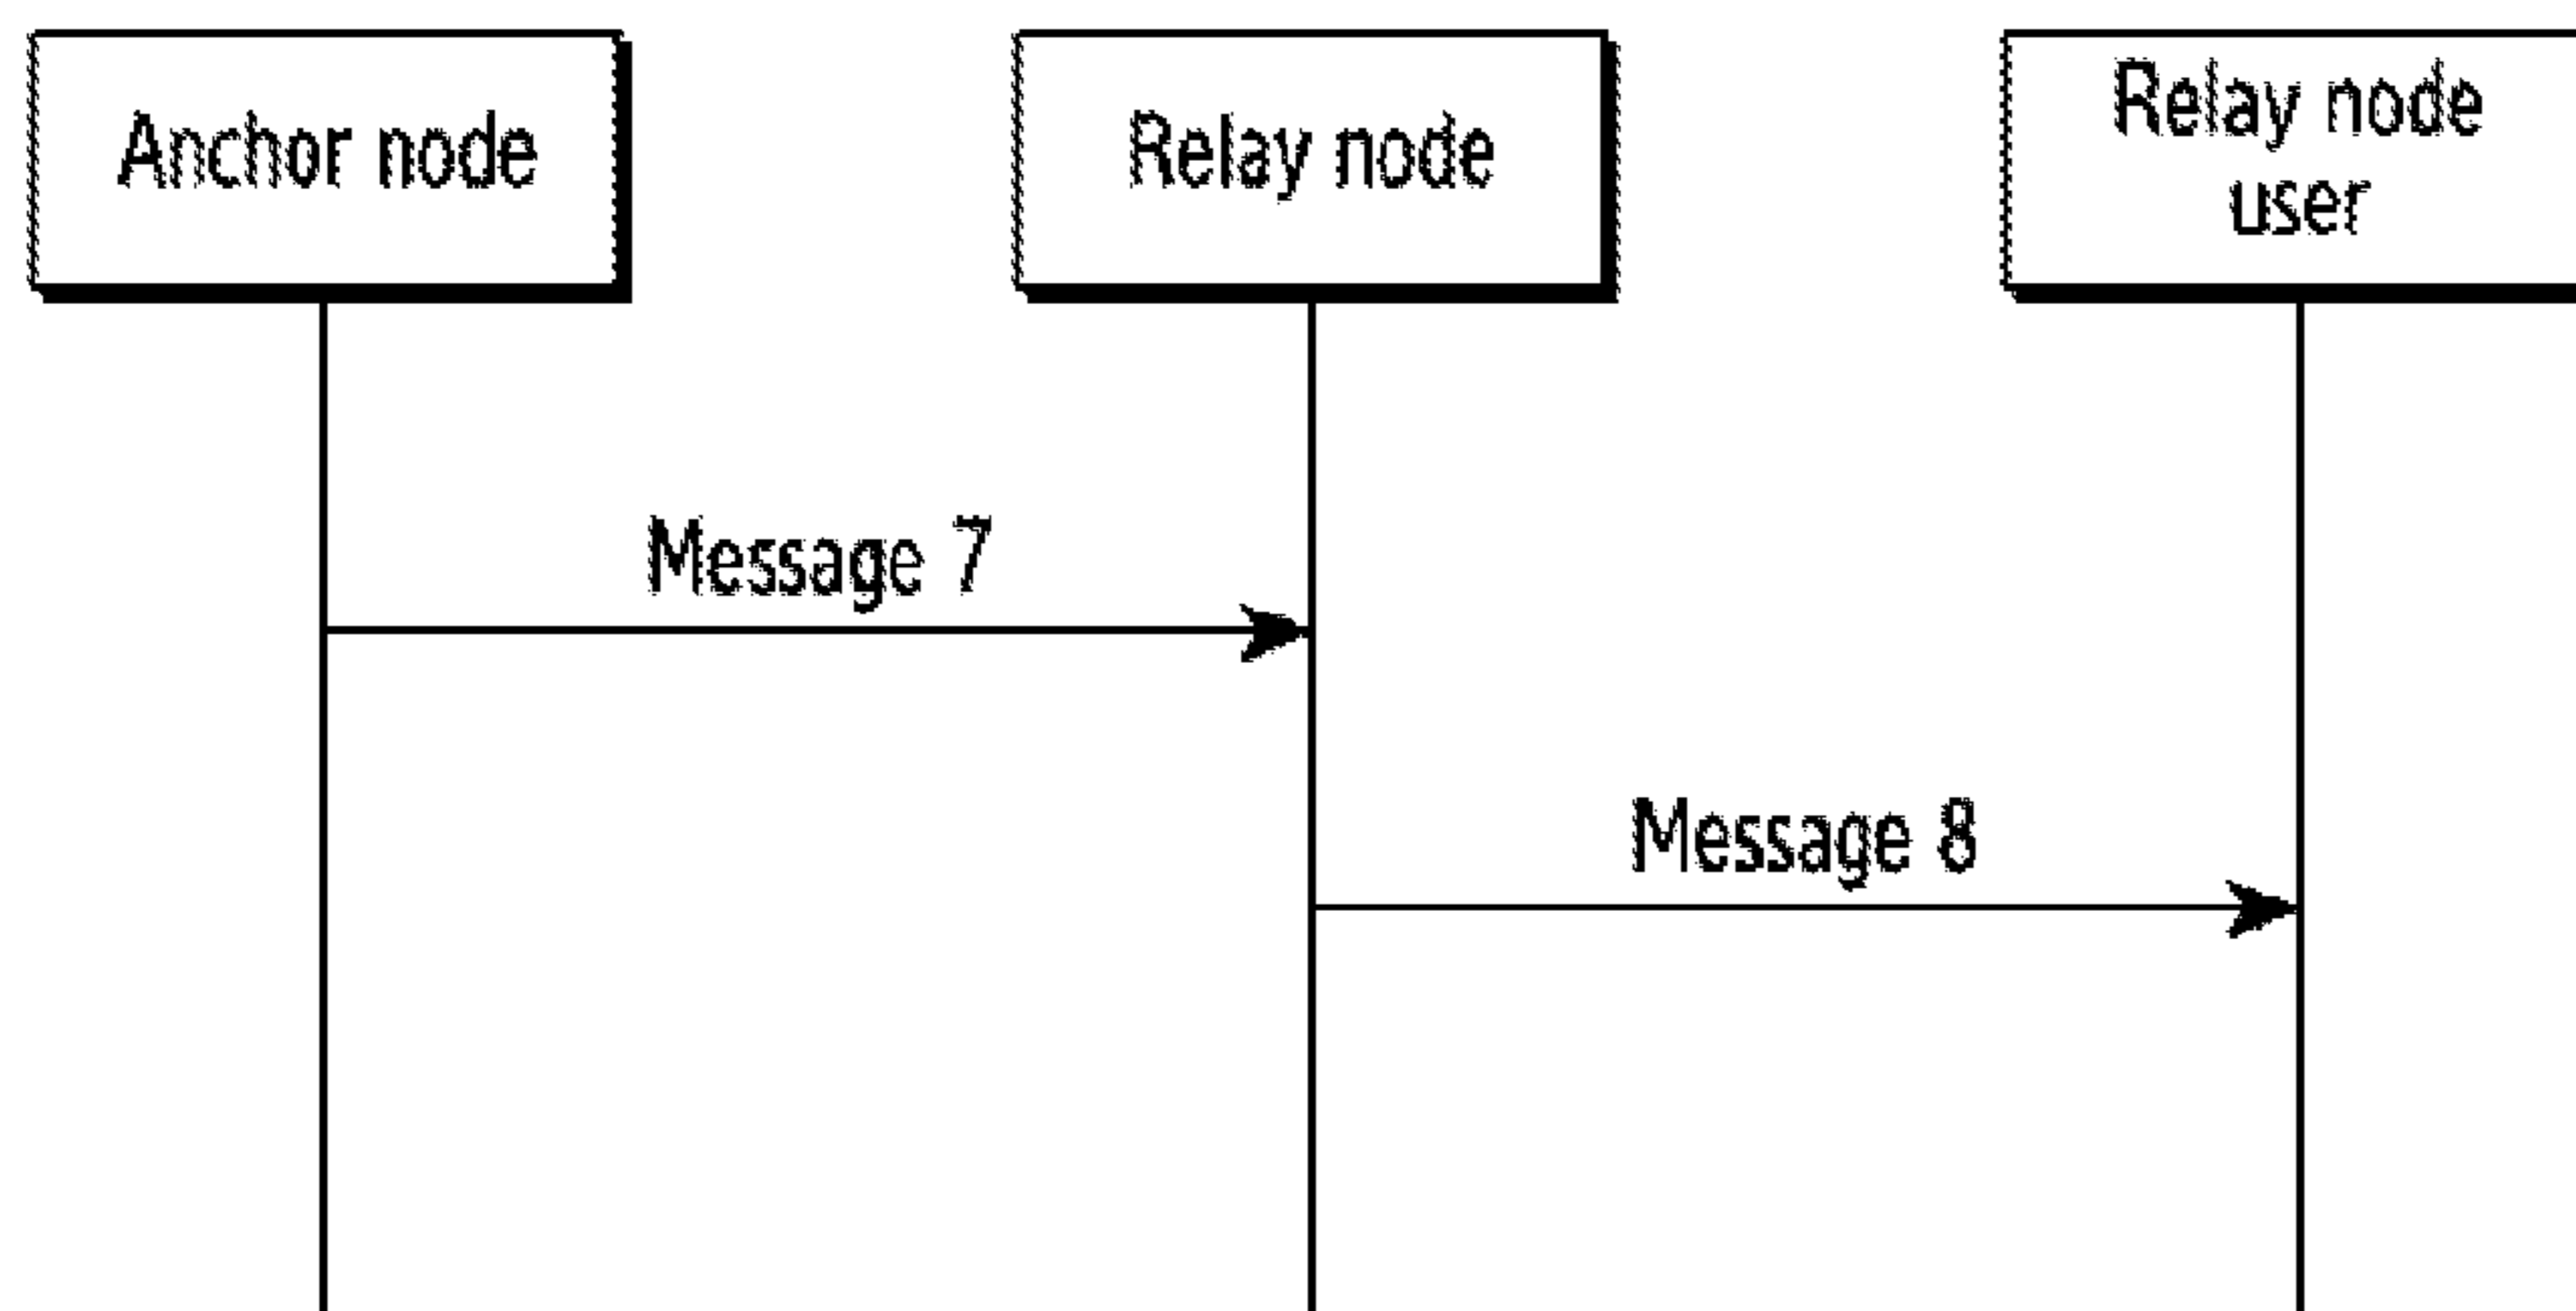 Anchor node
Relay node
Relay node
user
Message 7
Message 8